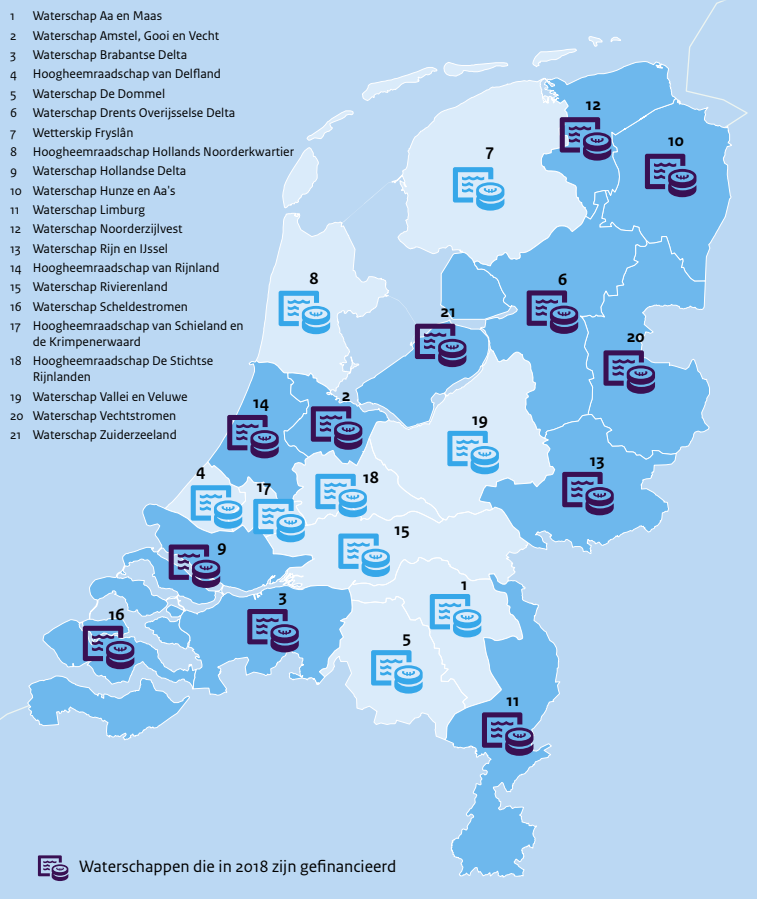 1 Waterschap Aa en Maas
2 Waterschap Amstel, Gooi en Vecht
3 Waterschap Brabantse Delta
4 Hoogheemraadschap van Delfland
5 Waterschap De Dommel
6 Waterschap Drents Overijsselse Delta
7 Wetterskip Fryslân
8 Hoogheemraadschap Hollands Noorderkwartier
9 Waterschap Hollandse Delta
10 Waterschap Hunze en Aa's
11 Waterschap Limburg
12 Waterschap Noorderzijlvest
13 Waterschap Rijn en IJssel
14 Hoogheemraadschap van Rijnland
15 Waterschap Rivierenland
16 Waterschap Scheldestromen
17 Hoogheemraadschap van Schieland en
de Krimpenerwaard
18 Hoogheemraadschap De Stichtse
Rijnlanden
19 Waterschap Vallei en Veluwe
20 Waterschap Vechtstromen
21 Waterschap Zuiderzeeland
12
10
7
8
6
21
20
2
14
19
13
4
17
18
15
9
3
1
16
5
11
Waterschappen die in 2018 zijn gefinancieerd